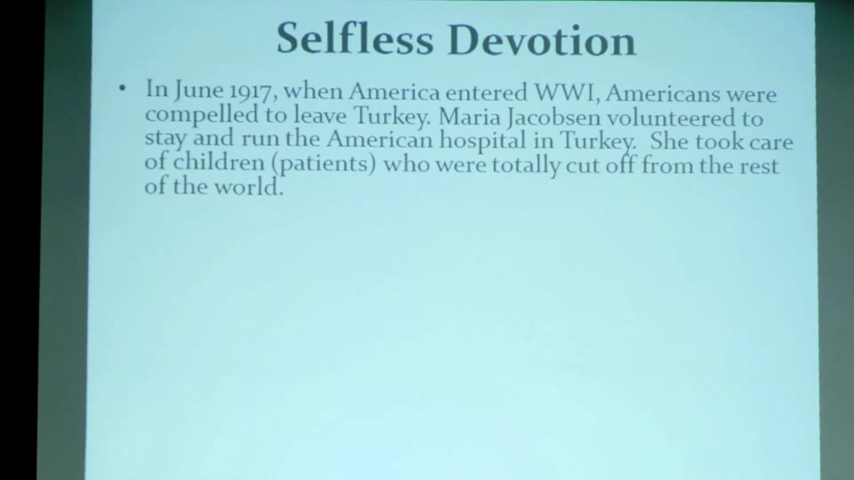 Selfless Devotion
• In June 1917, when America entered WWI, Americans were
compelled to leave Turkey. Maria Jacobsen volunteered to
stay and run the American hospital in Turkey. She took care
of children (patients) who were totally cut off from the rest
of the world.